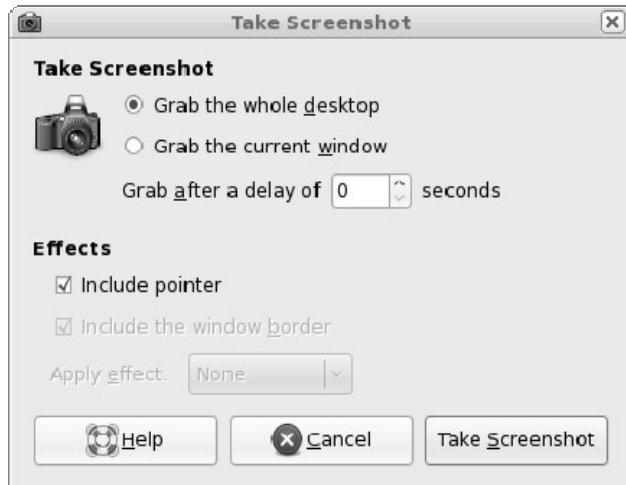 Take Screenshot
Take Screenshot
Grab the whole desktop
Grab the current window
Grab after a delay of 0 seconds
Effects
Include pointer
Include the window border
Apply effect: None
Help Cancel Take Screenshot